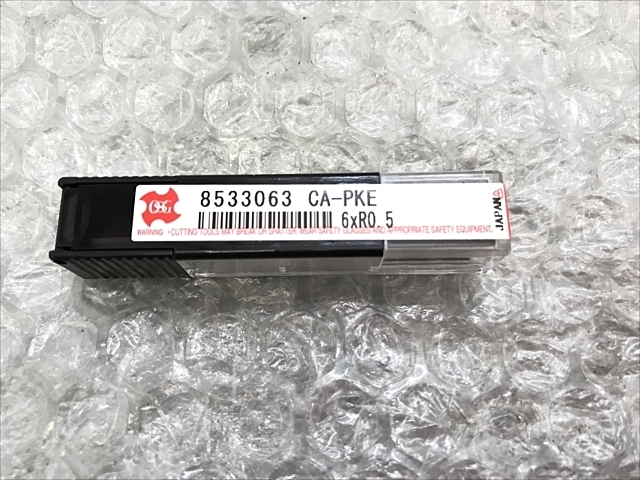 OSG
8533063 CA-PKE
6xR0.5
WARNING · CUTTING TOOLS MAY BREAK OR SHATTER. WEAR SAFETY GLASSES AND APPROPRIATE SAFETY EQUIPMENT.
JAPAN